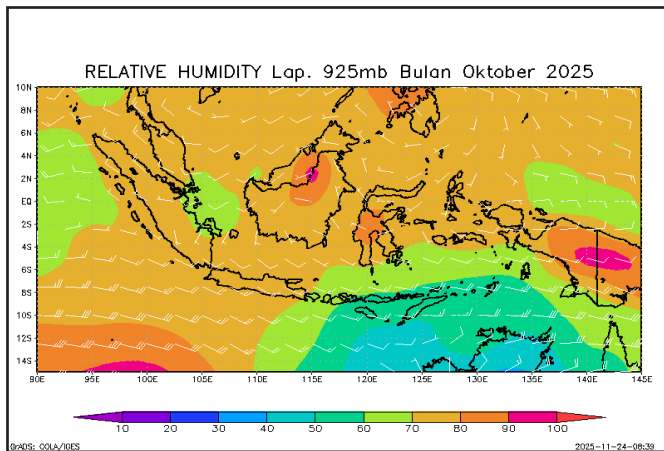 RELATIVE HUMIDITY Lap. 925mb Bulan Oktober 2025
10N
8N
6N
4N
2N
EQ
2S
4S
6S
8S
10S
12S
14S
90E 95E 100E 105E 110E 115E 120E 125E 130E 135E 140E 145E
10 20 30 40 50 60 70 80 90 100
GrADS: COLA/IGES 2025-11-24-08:39